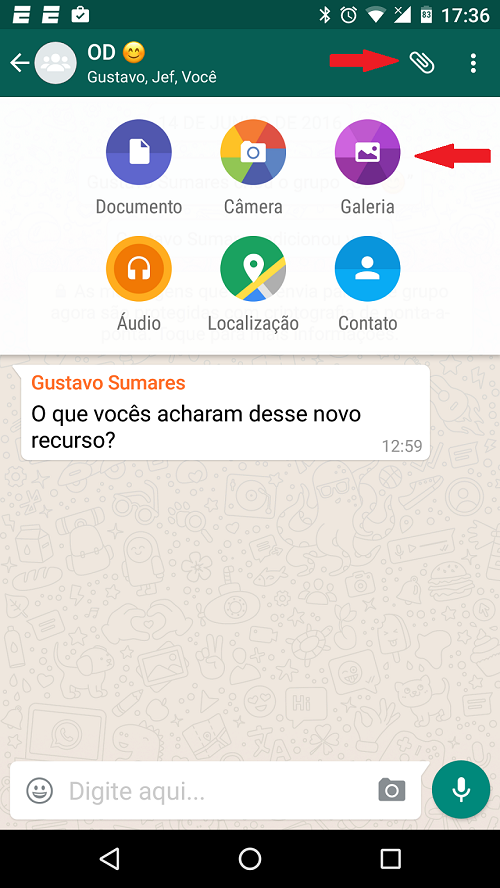 83 17:36
OD 😊
Gustavo, Jef, Você
Documento Câmera Galeria
Áudio Localização Contato
Gustavo Sumares
O que vocês acharam desse novo
recurso?
12:59
Digite aqui...